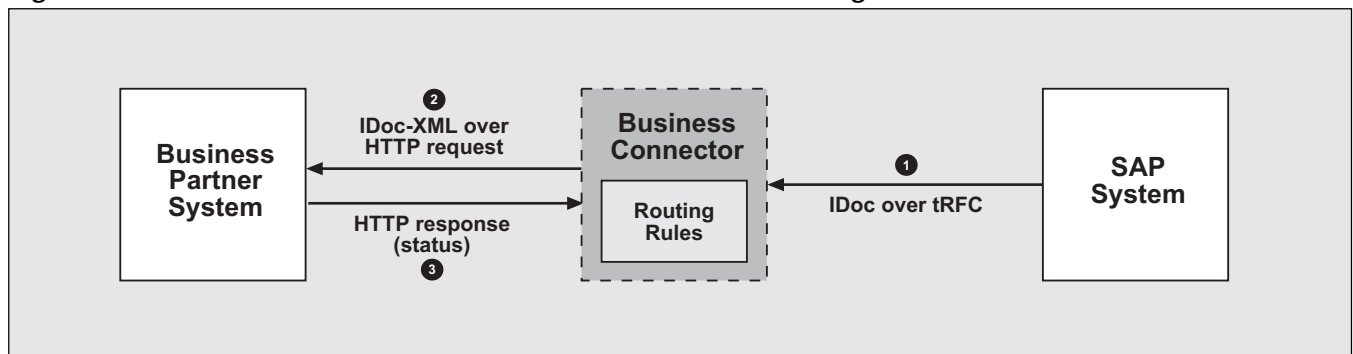 Business
Partner
System
2
IDoc-XML over
HTTP request
HTTP response
(status)
3
Business
Connector
Routing
Rules
1
IDoc over tRFC
SAP
System